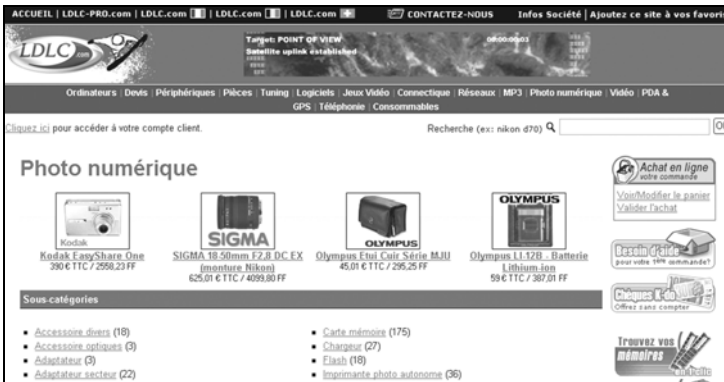 ACCUEIL | LDLC-PRO.com | LDLC.com | LDLC.com | LDLC.com CONTACTEZ-NOUS Infos Société | Ajoutez ce site à vos favoris
LDLC.com
Target: POINT OF VIEW
Satellite uplink established
00:00:00:03
Ordinateurs | Devis | Périphériques | Pièces | Tuning | Logiciels | Jeux Vidéo | Connectique | Réseaux | MP3 | Photo numérique | Vidéo | PDA &
GPS | Téléphonie | Consommables
Cliquez ici pour accéder à votre compte client.
Recherche (ex: nikon d70)
Photo numérique
Kodak
SIGMA
OLYMPUS
OLYMPUS
Kodak EasyShare One
390 € TTC / 2558,23 FF
SIGMA 18-50mm F2,8 DC EX
(monture Nikon)
625,01 € TTC / 4099,80 FF
Olympus Etui Cuir Série MJU
45,01 € TTC / 295,25 FF
Olympus LI-12B - Batterie
Lithium-ion
59 € TTC / 387,01 FF
Achat en ligne
votre commande
Voir/Modifier le panier
Valider l'achat
Besoin d'aide
pour votre 1ère commande?
Chèques K-do
Offrez sans compter
Trouvez vos
mémoires
Sous-catégories
Accessoire divers (18)
Accessoire optiques (3)
Adaptateur (3)
Adaptateur secteur (22)
Carte mémoire (175)
Chargeur (27)
Flash (18)
Imprimante photo autonome (36)